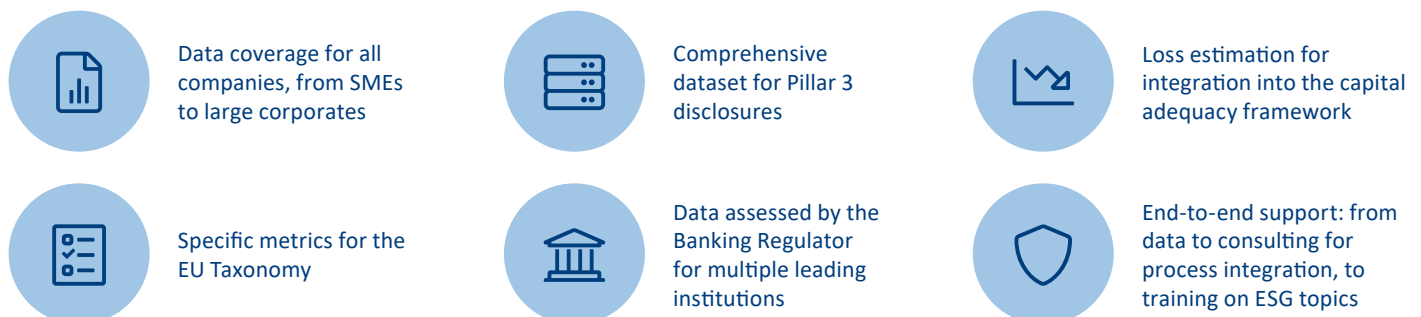 Data coverage for all
companies, from SMEs
to large corporates
Comprehensive
dataset for Pillar 3
disclosures
Loss estimation for
integration into the capital
adequacy framework
Specific metrics for the
EU Taxonomy
Data assessed by the
Banking Regulator
for multiple leading
institutions
End-to-end support: from
data to consulting for
process integration, to
training on ESG topics